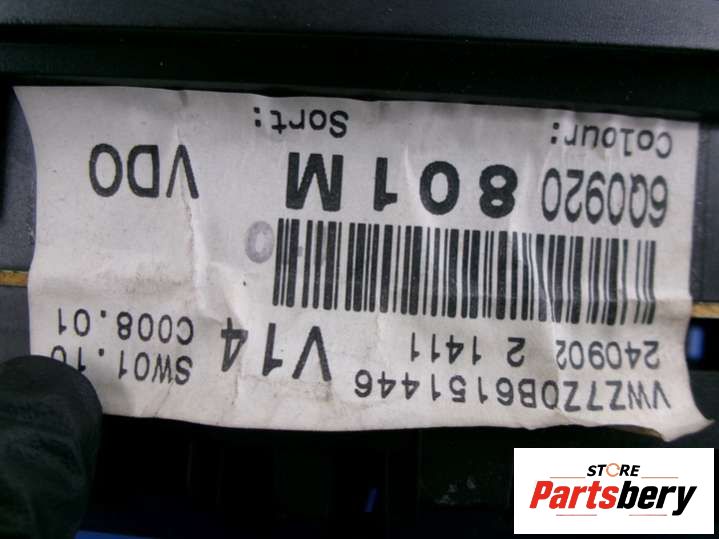 VWZ7Z0B6151446
240902 2 1411
V14
SW01.10
C008.01
6Q0920 801M
VDO
Colour:
Sort:
STORE
Partsbery